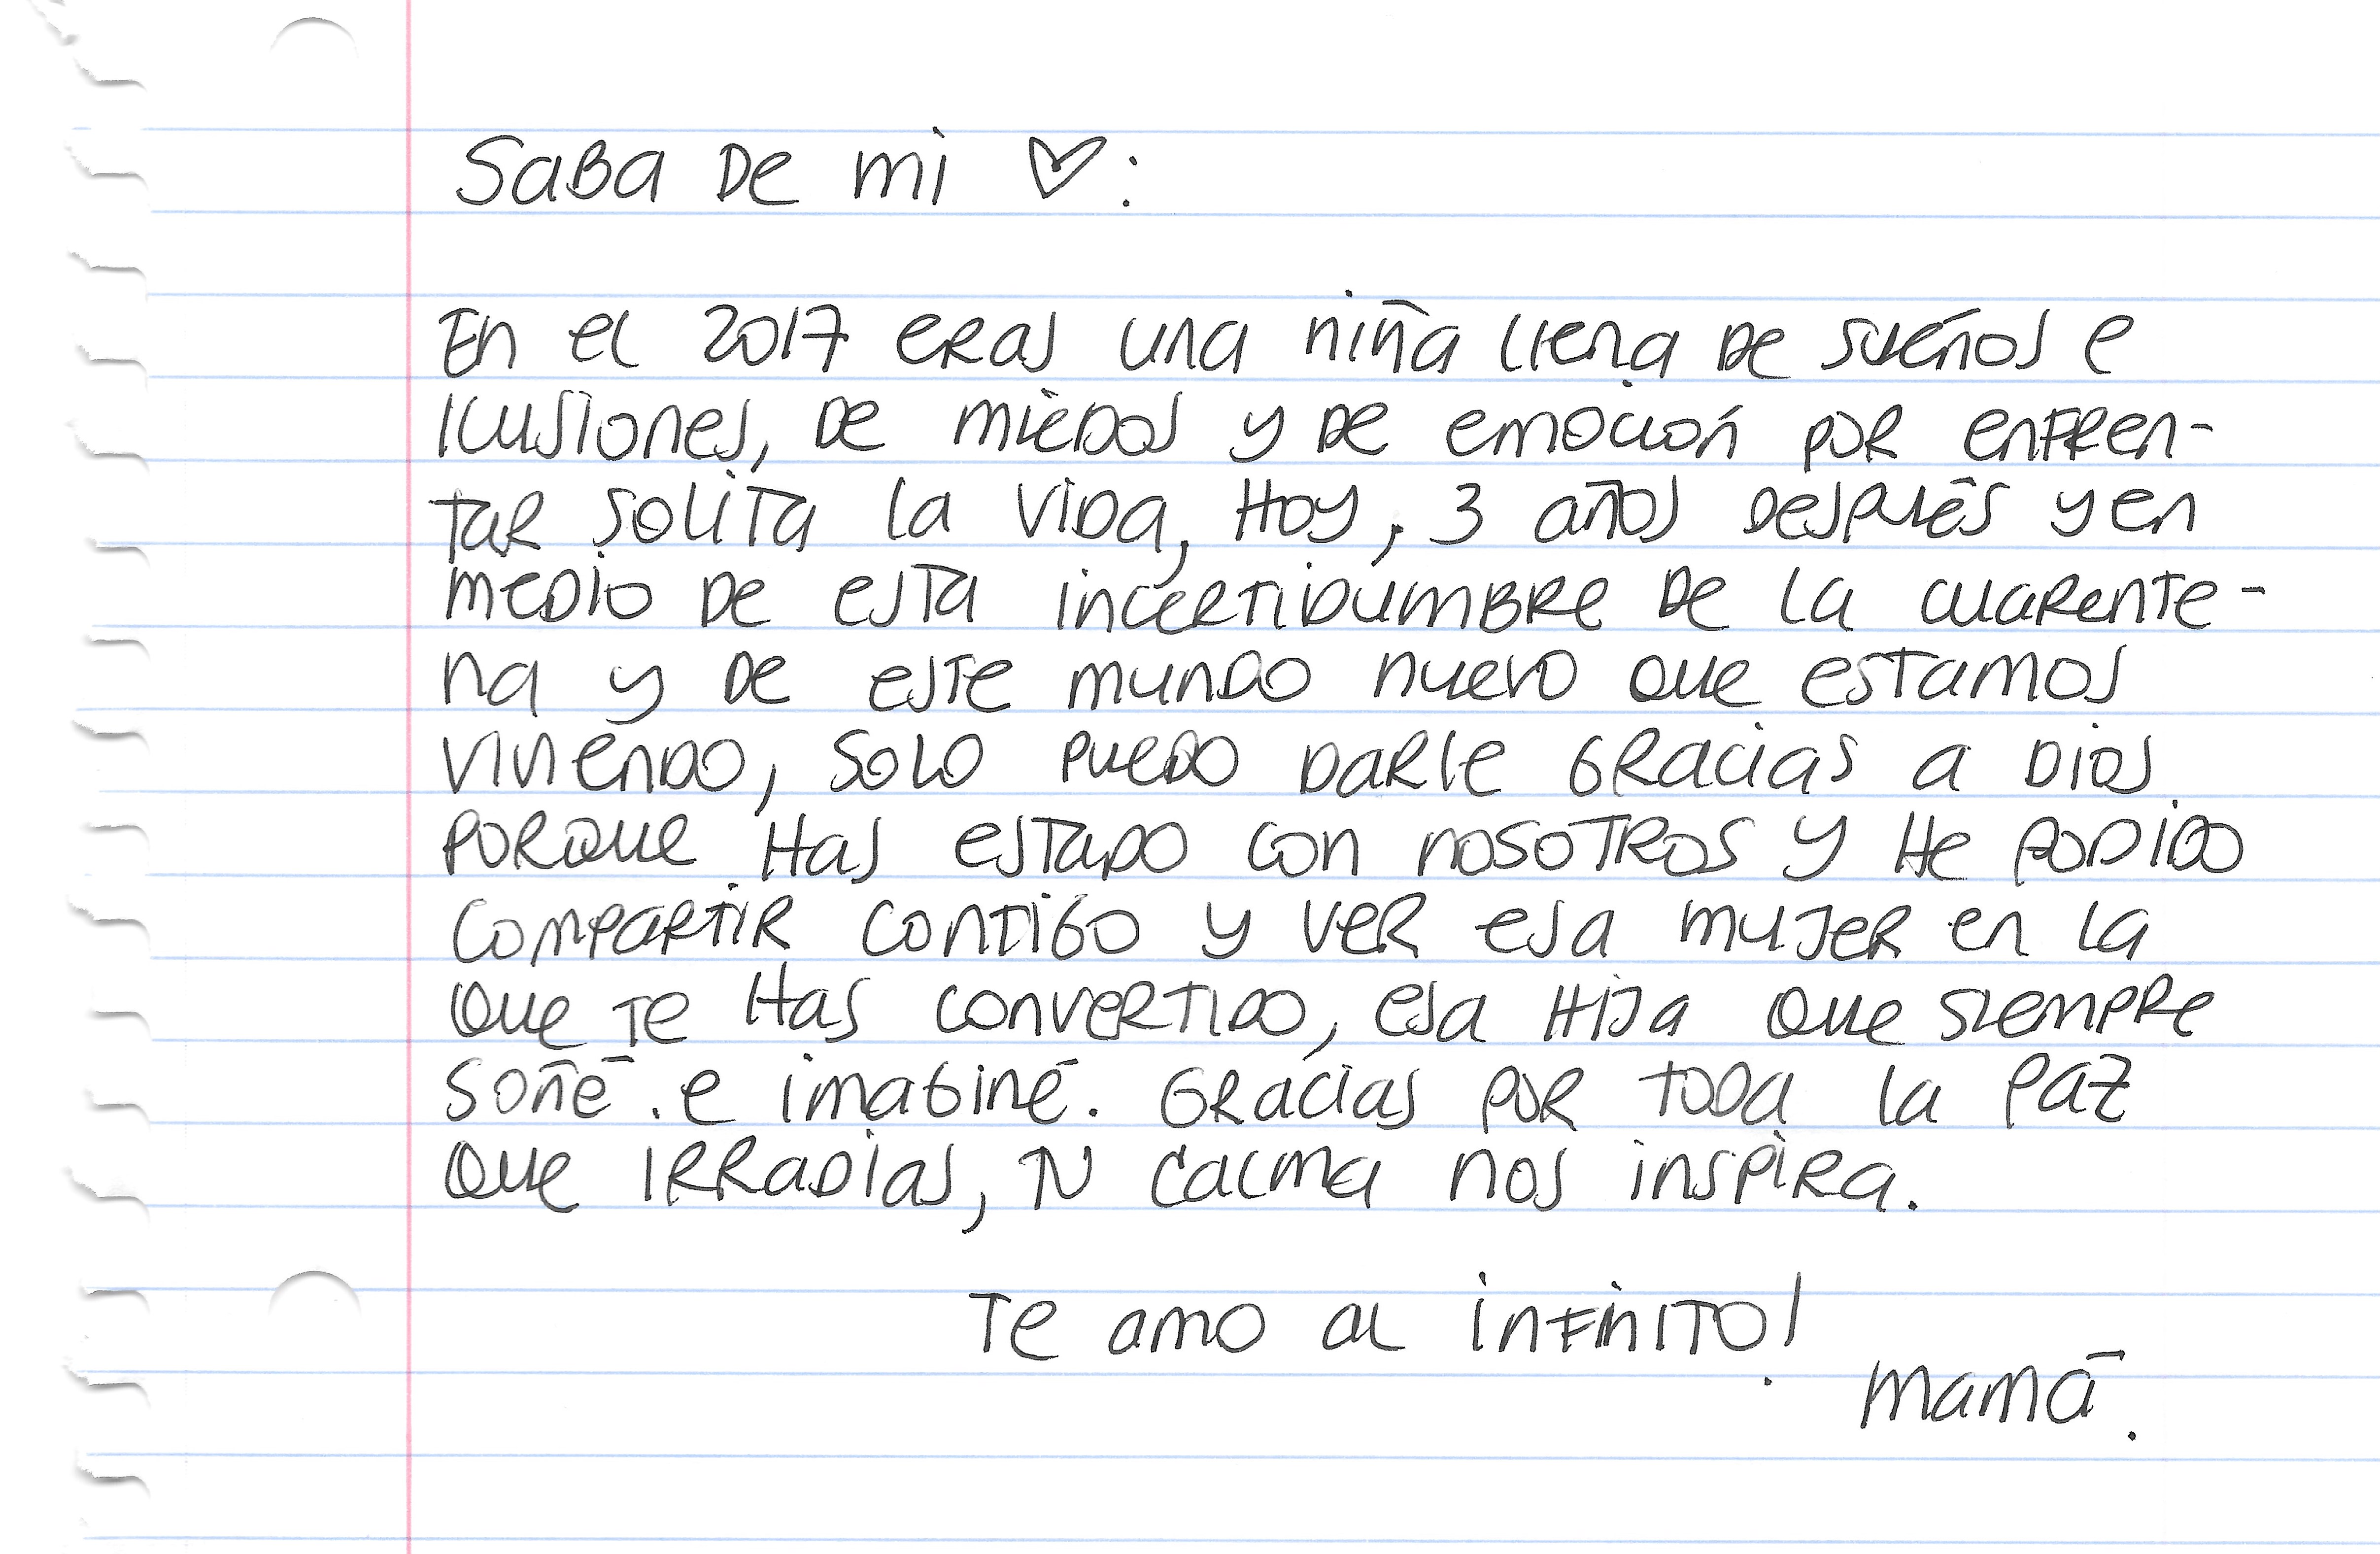 Saba de mi ♡:
En el 2017 eras una niña llena de sueños e
ilusiones, de miedos y de emoción por enfren-
tar solita la vida, Hoy, 3 años después y en
medio de esta incertidumbre de la cuarente-
na y de este mundo nuevo que estamos
viviendo, solo puedo darle gracias a Dios
porque has estado con nosotros y he podido
compartir contigo y ver esa mujer en la
que te has convertido, esa hija que siempre
soñé e imaginé. Gracias por toda la paz
que irradias, tu calma nos inspira.
Te amo al infinito!
mamá.